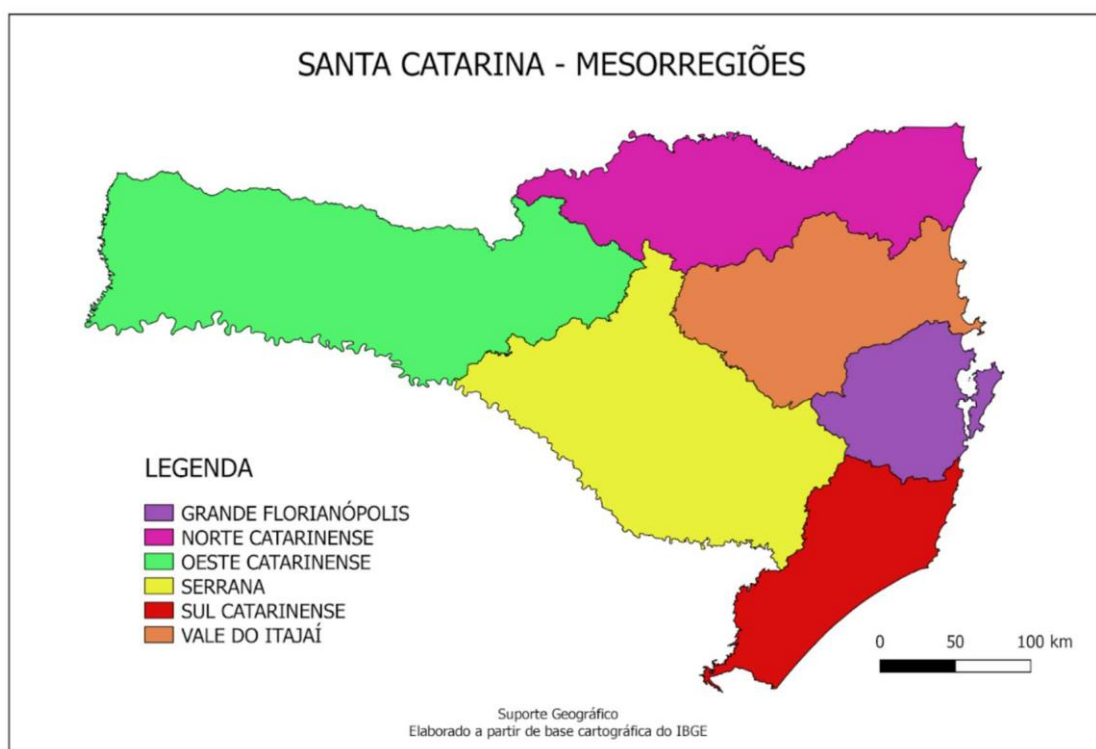 SANTA CATARINA - MESORREGIÕES
LEGENDA
GRANDE FLORIANÓPOLIS
NORTE CATARINENSE
OESTE CATARINENSE
SERRANA
SUL CATARINENSE
VALE DO ITAJAÍ
0 50 100 km
Suporte Geográfico
Elaborado a partir de base cartográfica do IBGE